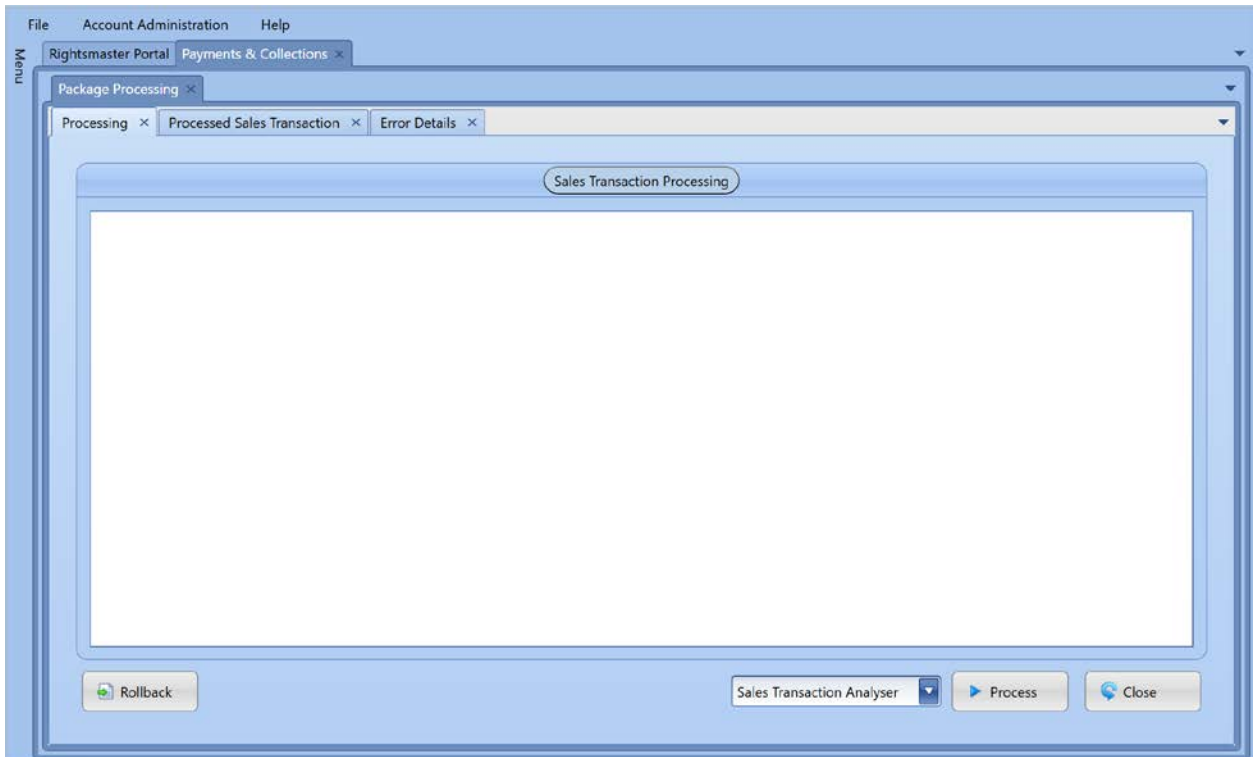 File Account Administration Help
Menu
Rightsmaster Portal Payments & Collections
Package Processing
Processing Processed Sales Transaction Error Details
Sales Transaction Processing
Rollback Sales Transaction Analyser Process Close